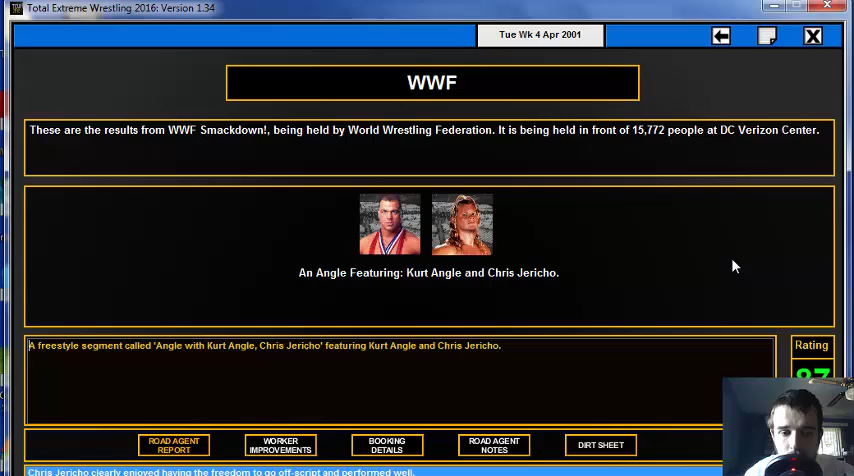 Total Extreme Wrestling 2016: Version 1.34
Tue Wk 4 Apr 2001
WWF
These are the results from WWF Smackdown!, being held by World Wrestling Federation. It is being held in front of 15,772 people at DC Verizon Center.
An Angle Featuring: Kurt Angle and Chris Jericho.
A freestyle segment called 'Angle with Kurt Angle, Chris Jericho' featuring Kurt Angle and Chris Jericho.
Rating
87
ROAD AGENT REPORT
WORKER IMPROVEMENTS
BOOKING DETAILS
ROAD AGENT NOTES
DIRT SHEET
Chris Jericho clearly enjoyed having the freedom to go off-script and performed well.